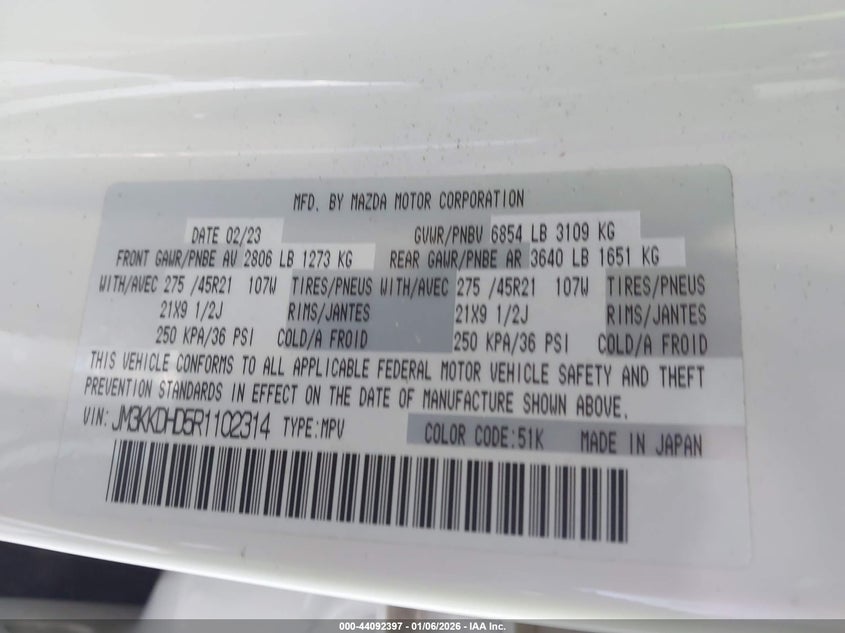 MFD. BY MAZDA MOTOR CORPORATION
DATE 02/23 GVWR/PNBV 6854 LB 3109 KG
FRONT GAWR/PNBE AV 2806 LB 1273 KG REAR GAWR/PNBE AR 3640 LB 1651 KG
WITH/AVEC 275 /45R21 107W TIRES/PNEUS WITH/AVEC 275 /45R21 107W TIRES/PNEUS
21X9 1/2J RIMS/JANTES 21X9 1/2J RIMS/JANTES
250 KPA/36 PSI COLD/A FROID 250 KPA/36 PSI COLD/A FROID
THIS VEHICLE CONFORMS TO ALL APPLICABLE FEDERAL MOTOR VEHICLE SAFETY AND THEFT
PREVENTION STANDARDS IN EFFECT ON THE DATE OF MANUFACTURE SHOWN ABOVE.
VIN: JM3KKDHD5R1102314 TYPE:MPV COLOR CODE:51K MADE IN JAPAN
000-44092397 - 01/06/2026 - IAA Inc.